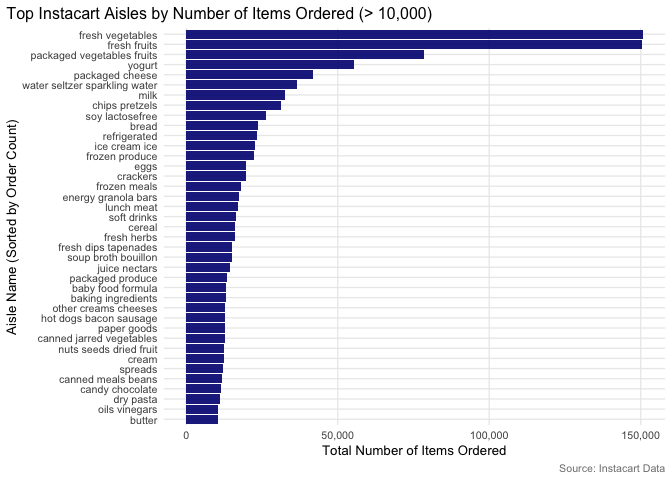 Top Instacart Aisles by Number of Items Ordered (> 10,000)
Aisle Name (Sorted by Order Count)
fresh vegetables
fresh fruits
packaged vegetables fruits
yogurt
packaged cheese
water seltzer sparkling water
milk
chips pretzels
soy lactosefree
bread
refrigerated
ice cream ice
frozen produce
eggs
crackers
frozen meals
energy granola bars
lunch meat
soft drinks
cereal
fresh herbs
fresh dips tapenades
soup broth bouillon
juice nectars
packaged produce
baby food formula
baking ingredients
other creams cheeses
hot dogs bacon sausage
paper goods
canned jarred vegetables
nuts seeds dried fruit
cream
spreads
canned meals beans
candy chocolate
dry pasta
oils vinegars
butter
0 50,000 100,000 150,000
Total Number of Items Ordered
Source: Instacart Data